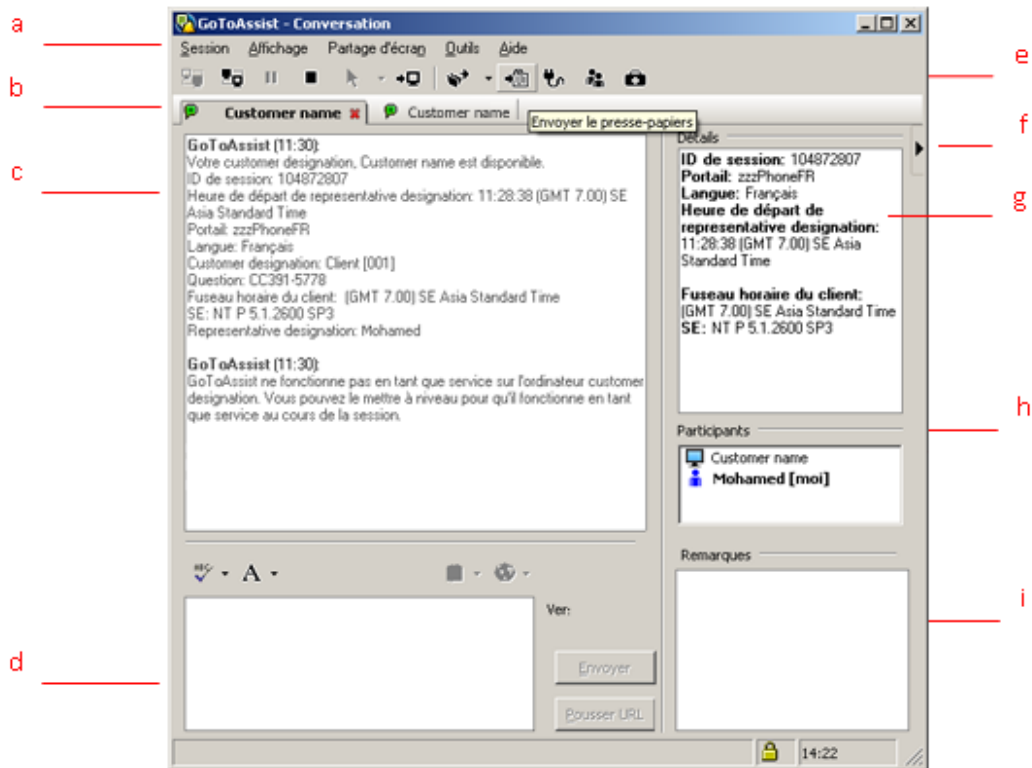 GoToAssist - Conversation
Session Affichage Partage d'écran Outils Aide
Customer name Customer name
Envoyer le presse-papiers
GoToAssist (11:30):
Votre customer designation, Customer name est disponible.
ID de session: 104872807
Heure de départ de representative designation: 11:28:38 (GMT 7.00) SE
Asia Standard Time
Portail: zzzPhoneFR
Langue: Français
Customer designation: Client [001]
Question: CC391-5778
Fuseau horaire du client: (GMT 7.00) SE Asia Standard Time
SE: NT P 5.1.2600 SP3
Representative designation: Mohamed
GoToAssist (11:30):
GoToAssist ne fonctionne pas en tant que service sur l'ordinateur customer
designation. Vous pouvez le mettre à niveau pour qu'il fonctionne en tant
que service au cours de la session.
Détails
ID de session: 104872807
Portail: zzzPhoneFR
Langue: Français
Heure de départ de
representative designation:
11:28:38 (GMT 7.00) SE Asia
Standard Time
Fuseau horaire du client:
(GMT 7.00) SE Asia Standard Time
SE: NT P 5.1.2600 SP3
Participants
Customer name
Mohamed [moi]
Remarques
ABC
A
Ver:
Envoyer
Pousser URL
14:22
a
b
c
d
e
f
g
h
i